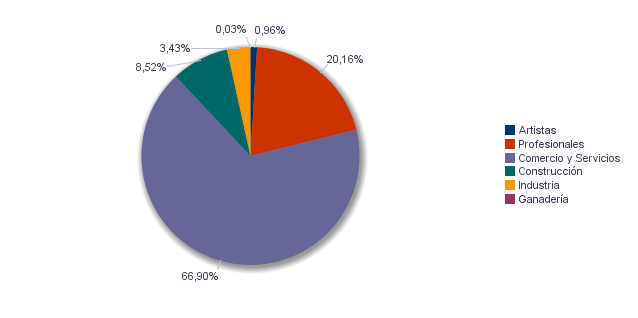 0,03%
0,96%
3,43%
20,16%
8,52%
66,90%
Artistas
Profesionales
Comercio y Servicios
Construcción
Industria
Ganadería